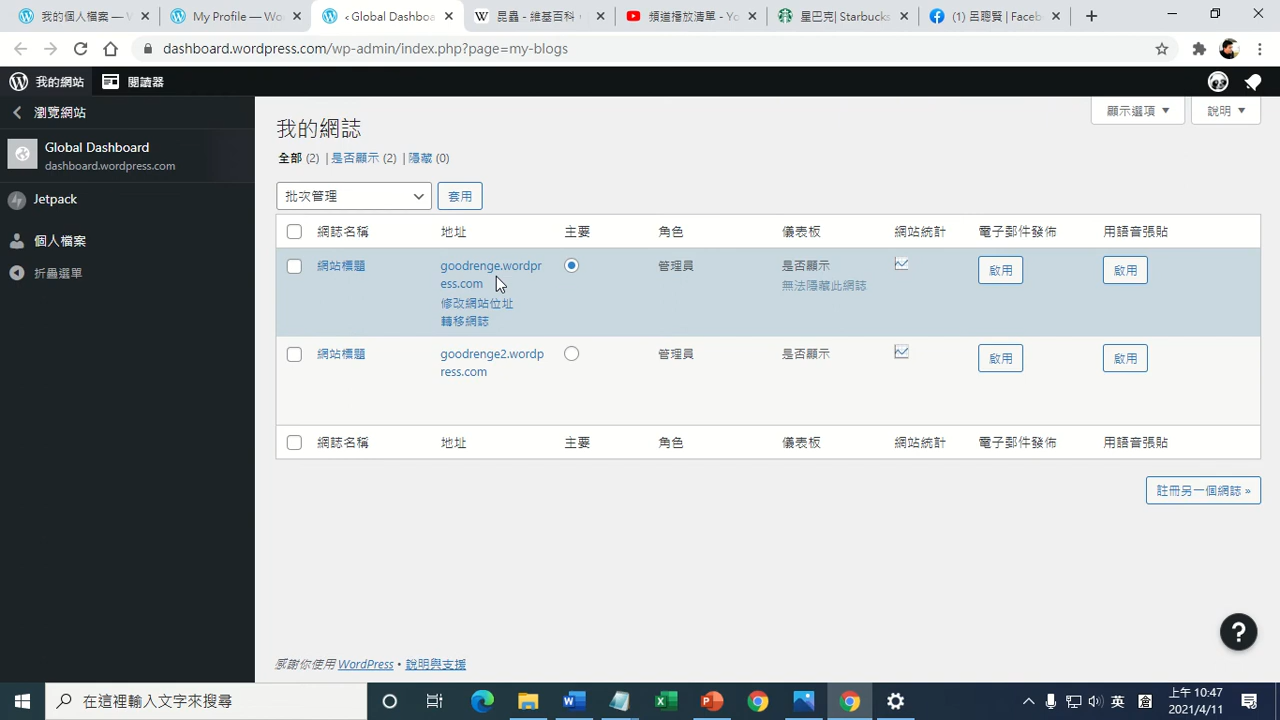 我的個人檔案 — W
My Profile — Wo
‹ Global Dashboa
昆蟲 - 維基百科
頻道播放清單 - Yo
星巴克| Starbucks
(1) 呂聰賢 | Faceb
dashboard.wordpress.com/wp-admin/index.php?page=my-blogs
我的網站
閱讀器
瀏覽網站
Global Dashboard
dashboard.wordpress.com
Jetpack
個人檔案
折疊選單
顯示選項
說明
我的網誌
全部 (2) | 是否顯示 (2) | 隱藏 (0)
批次管理
套用
網誌名稱 地址 主要 角色 儀表板 網站統計 電子郵件發佈 用語音張貼
網站標題 goodrenge.wordpr 管理員 是否顯示 啟用 啟用
ess.com 無法隱藏此網誌
修改網站位址
轉移網誌
網站標題 goodrenge2.wordp 管理員 是否顯示 啟用 啟用
ress.com
網誌名稱 地址 主要 角色 儀表板 網站統計 電子郵件發佈 用語音張貼
註冊另一個網誌 »
感謝你使用 WordPress • 說明與支援
在這裡輸入文字來搜尋
英
上午 10:47
2021/4/11